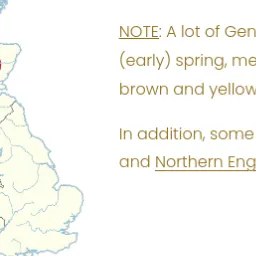 NOTE: A lot of Gen
(early) spring, me
brown and yellow
In addition, some
and Northern Eng